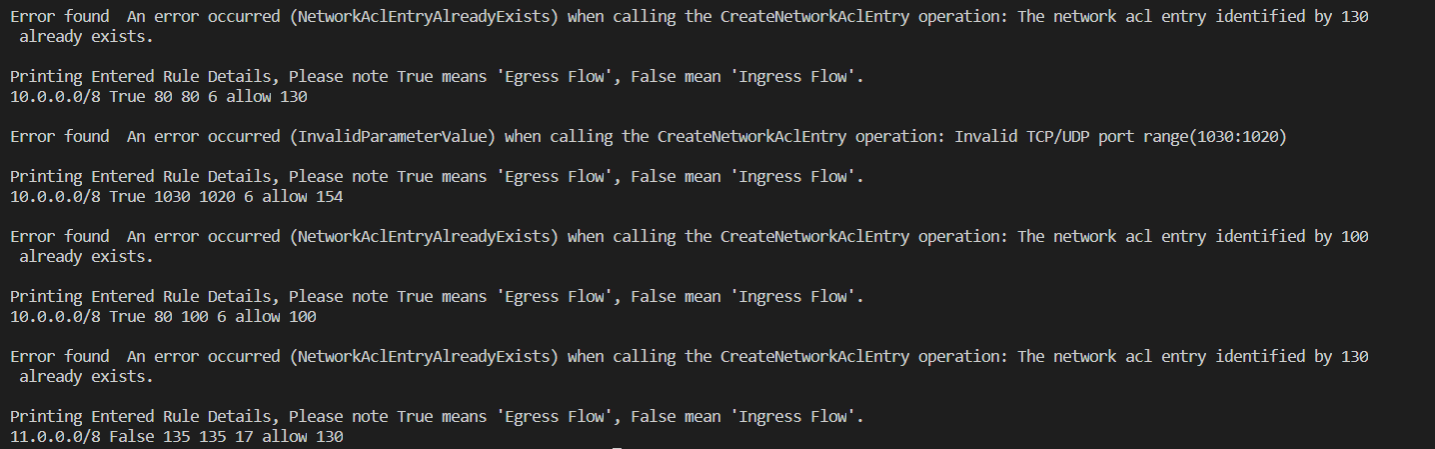 Error found  An error occurred (NetworkAclEntryAlreadyExists) when calling the CreateNetworkAclEntry operation: The network acl entry identified by 130
already exists.
Printing Entered Rule Details, Please note True means 'Egress Flow', False mean 'Ingress Flow'.
10.0.0.0/8 True 80 80 6 allow 130
Error found  An error occurred (InvalidParameterValue) when calling the CreateNetworkAclEntry operation: Invalid TCP/UDP port range(1030:1020)
Printing Entered Rule Details, Please note True means 'Egress Flow', False mean 'Ingress Flow'.
10.0.0.0/8 True 1030 1020 6 allow 154
Error found  An error occurred (NetworkAclEntryAlreadyExists) when calling the CreateNetworkAclEntry operation: The network acl entry identified by 100
already exists.
Printing Entered Rule Details, Please note True means 'Egress Flow', False mean 'Ingress Flow'.
10.0.0.0/8 True 80 100 6 allow 100
Error found  An error occurred (NetworkAclEntryAlreadyExists) when calling the CreateNetworkAclEntry operation: The network acl entry identified by 130
already exists.
Printing Entered Rule Details, Please note True means 'Egress Flow', False mean 'Ingress Flow'.
11.0.0.0/8 False 135 135 17 allow 130